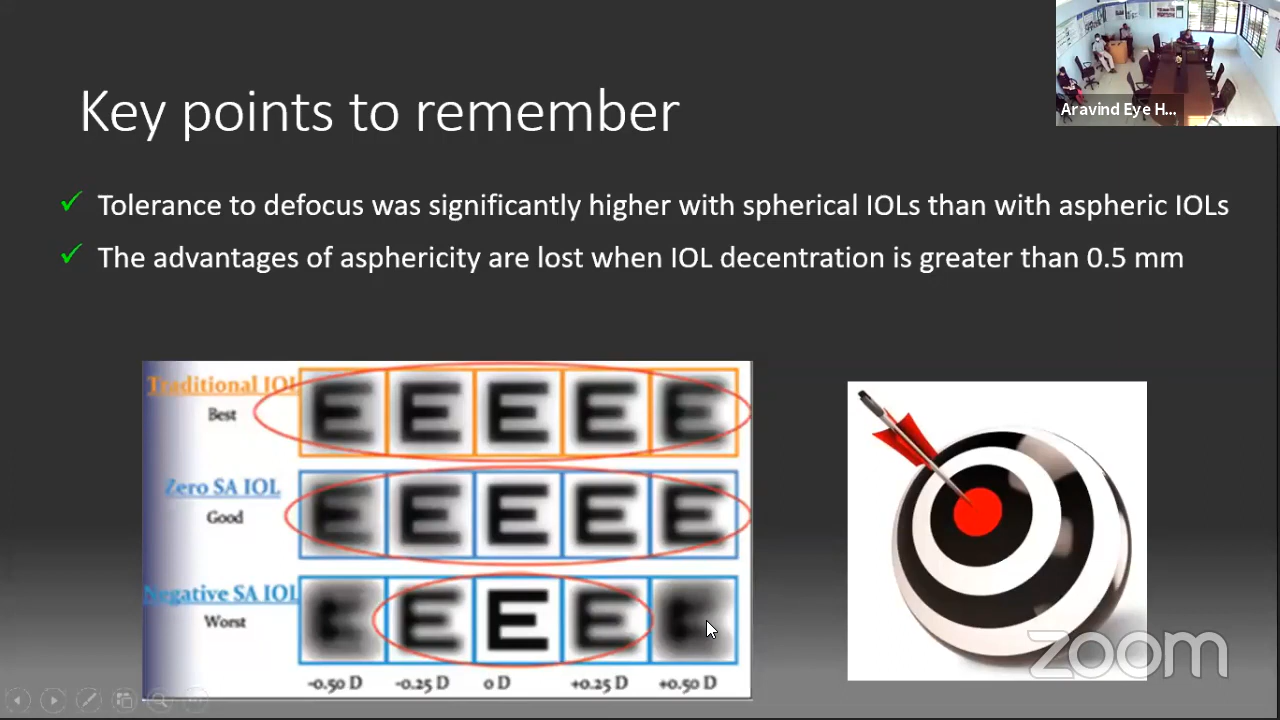 Aravind Eye H...
Key points to remember
Tolerance to defocus was significantly higher with spherical IOLs than with aspheric IOLs
The advantages of asphericity are lost when IOL decentration is greater than 0.5 mm
Traditional IOL
Best
E E E E E
Zero SA IOL
Good
E E E E E
Negative SA IOL
Worst
E E E E E
-0.50 D -0.25 D 0 D +0.25 D +0.50 D
zoom